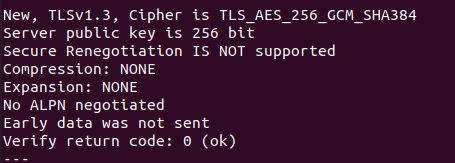 New, TLSv1.3, Cipher is TLS_AES_256_GCM_SHA384
Server public key is 256 bit
Secure Renegotiation IS NOT supported
Compression: NONE
Expansion: NONE
No ALPN negotiated
Early data was not sent
Verify return code: 0 (ok)
---